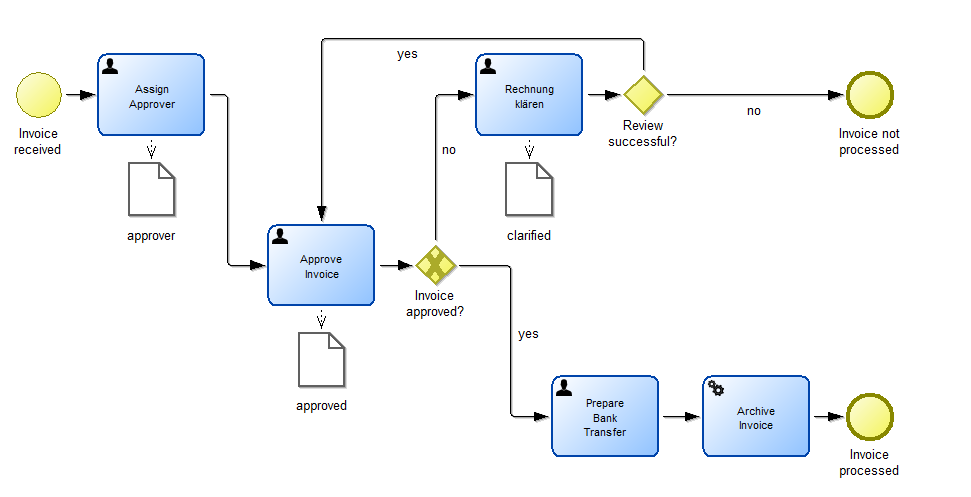 yes
Assign
Approver
Rechnung
klären
Invoice
received
Review
successful?
no
Invoice not
processed
no
approver
clarified
Approve
Invoice
Invoice
approved?
yes
approved
Prepare
Bank
Transfer
Archive
Invoice
Invoice
processed